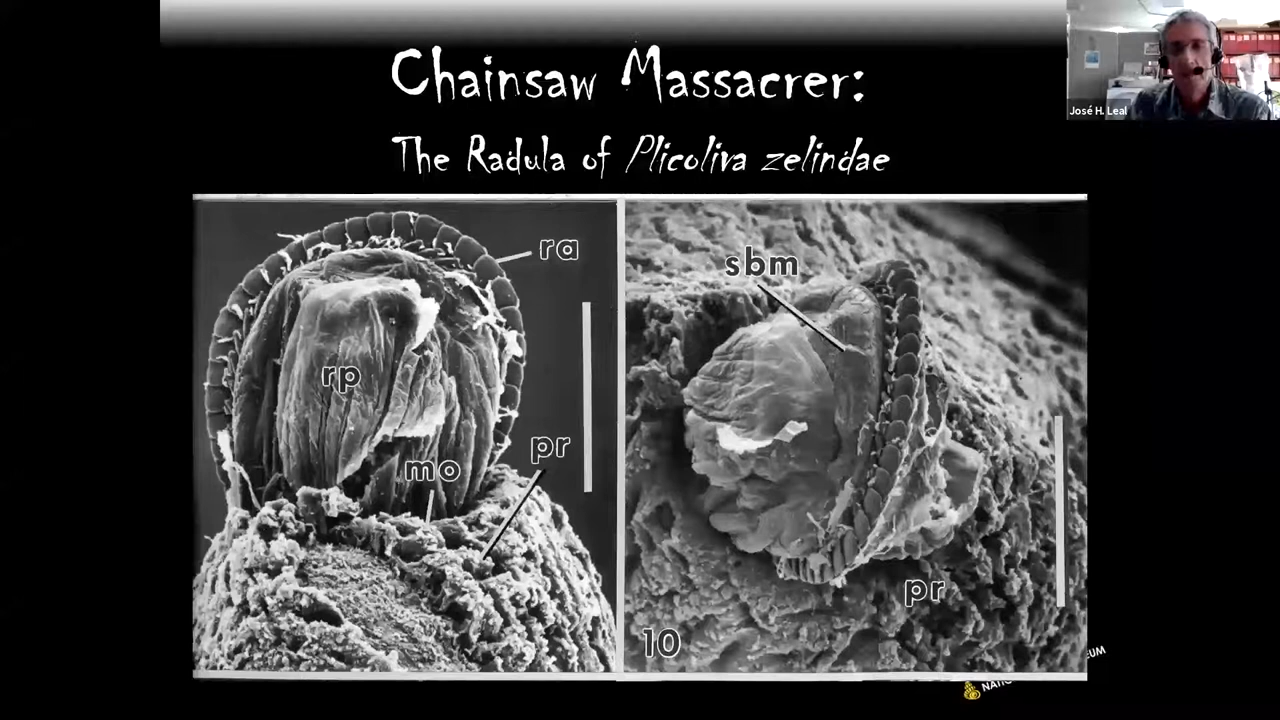 Chainsaw Massacrer:
José H. Leal
The Radula of Plicoliva zelindae
ra
sbm
rp
pr
mo
pr
10